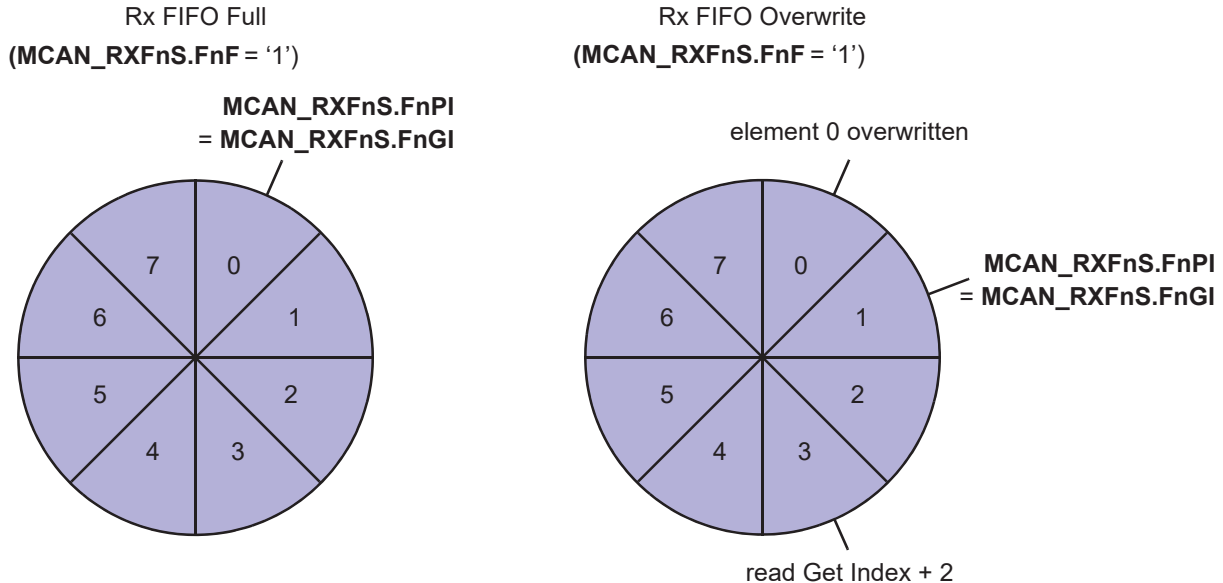 Rx FIFO Full
(MCAN_RXFnS.FnF = ‘1’)
MCAN_RXFnS.FnPI
= MCAN_RXFnS.FnGI
7
0
6
1
5
2
4
3
Rx FIFO Overwrite
(MCAN_RXFnS.FnF = ‘1’)
element 0 overwritten
7
0
MCAN_RXFnS.FnPI
= MCAN_RXFnS.FnGI
6
1
5
2
4
3
read Get Index + 2